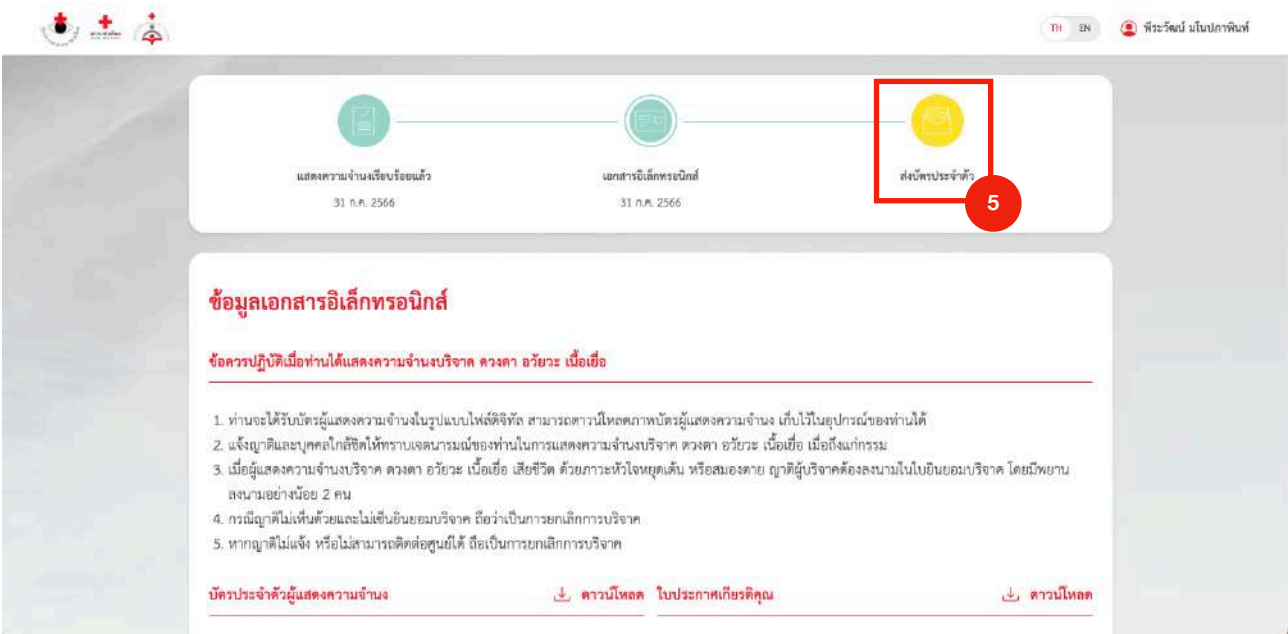 TH EN พีระวัฒน์ มโนปภาพินท์
แสดงความจำนงเรียบร้อยแล้ว
31 ก.ค. 2566
เอกสารอิเล็กทรอนิกส์
31 ก.ค. 2566
ส่งบัตรประจำตัว
5
ข้อมูลเอกสารอิเล็กทรอนิกส์
ข้อควรปฏิบัติเมื่อท่านได้แสดงความจำนงบริจาค ดวงตา อวัยวะ เนื้อเยื่อ
1. ท่านจะได้รับบัตรผู้แสดงความจำนงในรูปแบบไฟล์ดิจิทัล สามารถดาวน์โหลดภาพบัตรผู้แสดงความจำนง เก็บไว้ในอุปกรณ์ของท่านได้
2. แจ้งญาติและบุคคลใกล้ชิดให้ทราบเจตนารมณ์ของท่านในการแสดงความจำนงบริจาค ดวงตา อวัยวะ เนื้อเยื่อ เมื่อถึงแก่กรรม
3. เมื่อผู้แสดงความจำนงบริจาค ดวงตา อวัยวะ เนื้อเยื่อ เสียชีวิต ด้วยภาวะหัวใจหยุดเต้น หรือสมองตาย ญาติผู้บริจาคต้องลงนามในใบยินยอมบริจาค โดยมีพยาน
ลงนามอย่างน้อย 2 คน
4. กรณีญาติไม่เห็นด้วยและไม่เซ็นยินยอมบริจาค ถือว่าเป็นการยกเลิกการบริจาค
5. หากญาติไม่แจ้ง หรือไม่สามารถติดต่อศูนย์ได้ ถือเป็นการยกเลิกการบริจาค
บัตรประจำตัวผู้แสดงความจำนง ดาวน์โหลด ใบประกาศเกียรติคุณ ดาวน์โหลด